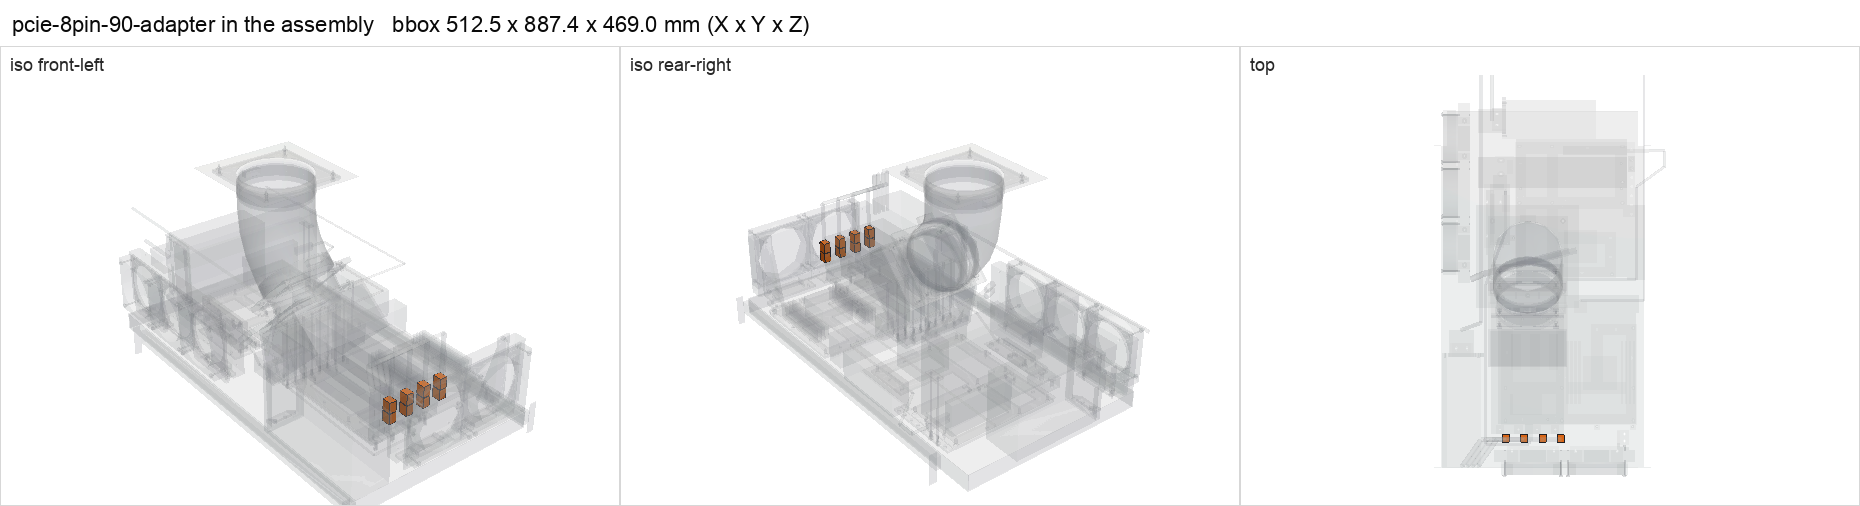 pcie-8pin-90-adapter in the assembly   bbox 512.5 x 887.4 x 469.0 mm (X x Y x Z)
iso front-left
iso rear-right
top